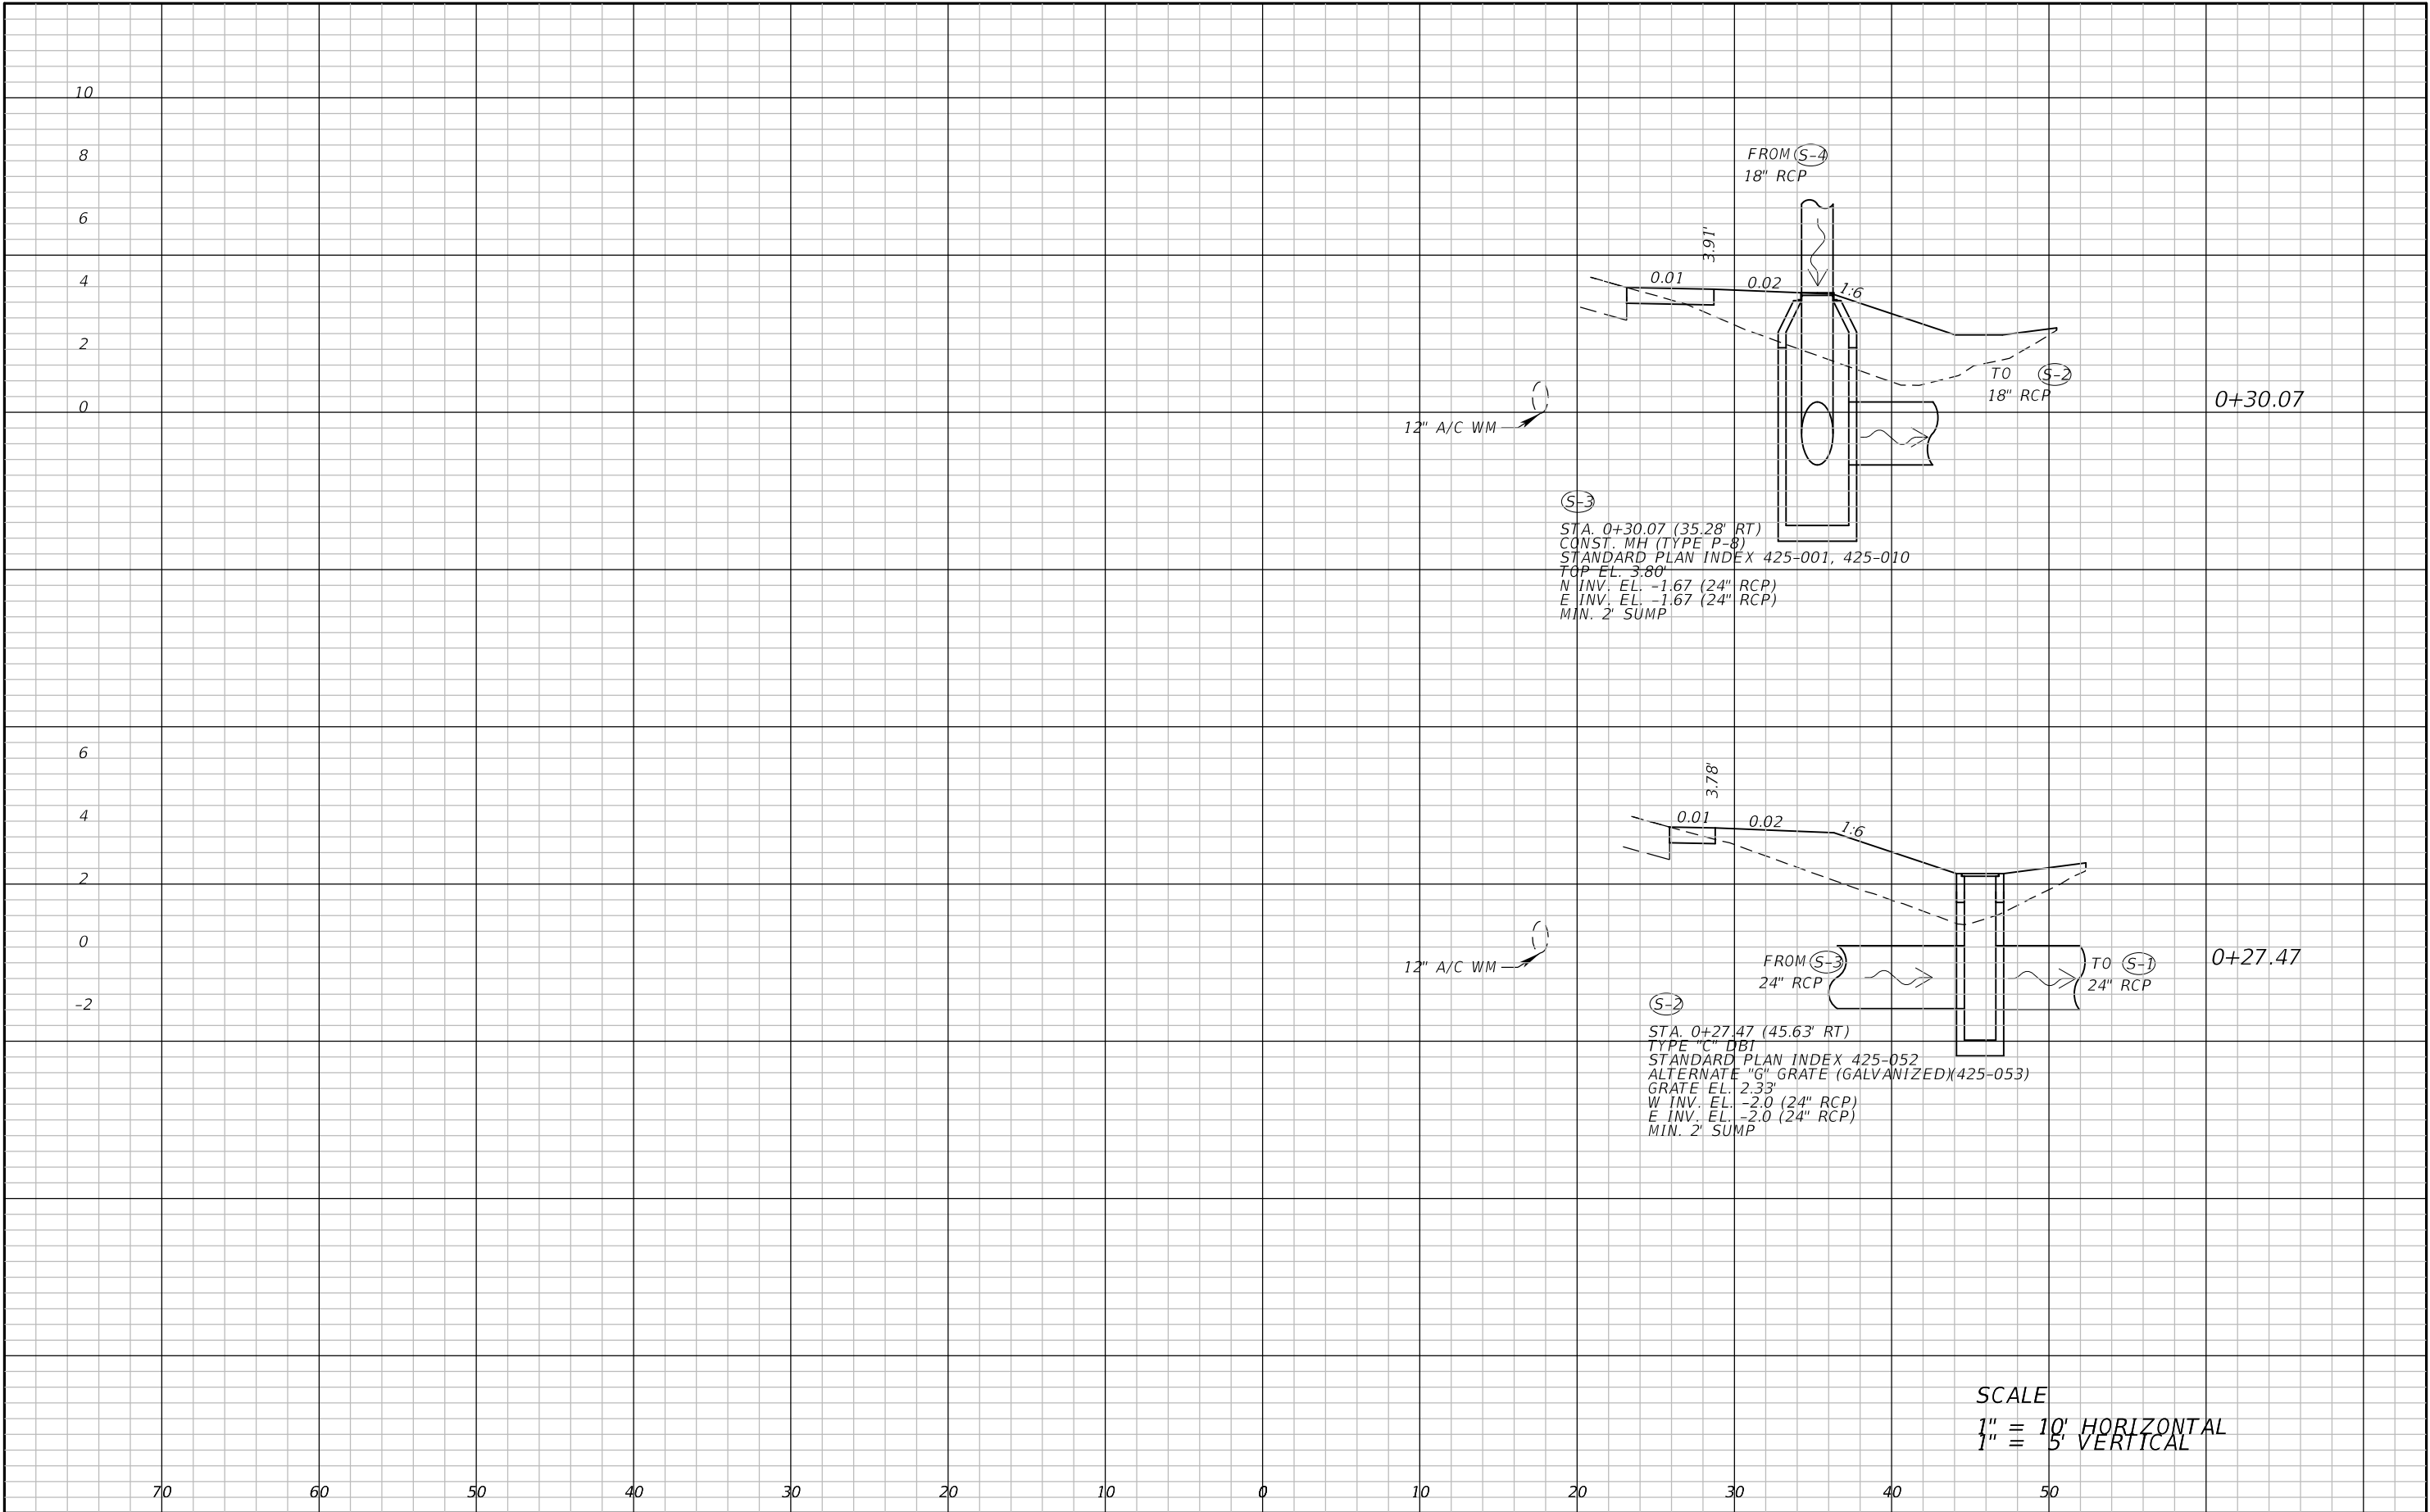 10
8
6
4
2
0
FROM S-4
18" RCP
3.91'
0.01
0.02
1:6
TO S-2
18" RCP
12" A/C WM
0+30.07
S-3
STA. 0+30.07 (35.28' RT)
CONST. MH (TYPE P-8)
STANDARD PLAN INDEX 425-001, 425-010
TOP EL. 3.80'
N INV. EL. -1.67 (24" RCP)
E INV. EL. -1.67 (24" RCP)
MIN. 2' SUMP
6
4
2
0
-2
3.78'
0.01
0.02
1:6
12" A/C WM
FROM S-3
24" RCP
TO S-1
24" RCP
0+27.47
S-2
STA. 0+27.47 (45.63' RT)
TYPE "C" DBI
STANDARD PLAN INDEX 425-052
ALTERNATE "G" GRATE (GALVANIZED)(425-053)
GRATE EL. 2.33'
W INV. EL. -2.0 (24" RCP)
E INV. EL. -2.0 (24" RCP)
MIN. 2' SUMP
SCALE
1" = 10' HORIZONTAL
1" = 5' VERTICAL
70 60 50 40 30 20 10 0 10 20 30 40 50